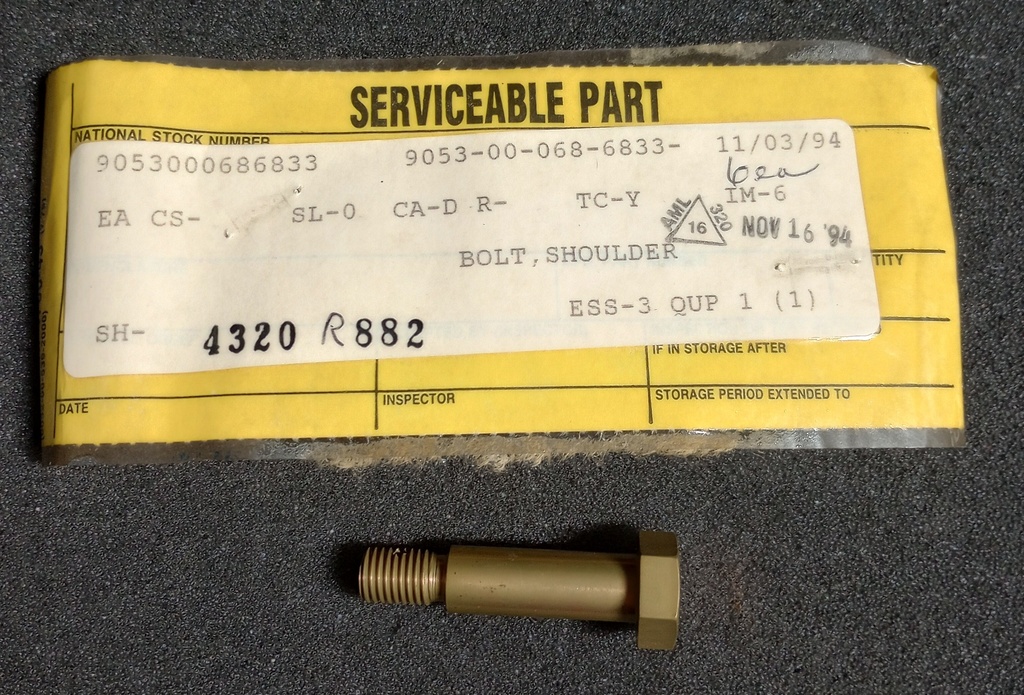 SERVICEABLE PART
NATIONAL STOCK NUMBER
9053000686833 9053-00-068-6833- 11/03/94
6ea
EA CS- SL-0 CA-D R- TC-Y IM-6
AML 16 320 NOV 16 '94
BOLT, SHOULDER
TITY
ESS-3 QUP 1 (1)
SH- 4320 R882
IF IN STORAGE AFTER
DATE INSPECTOR STORAGE PERIOD EXTENDED TO